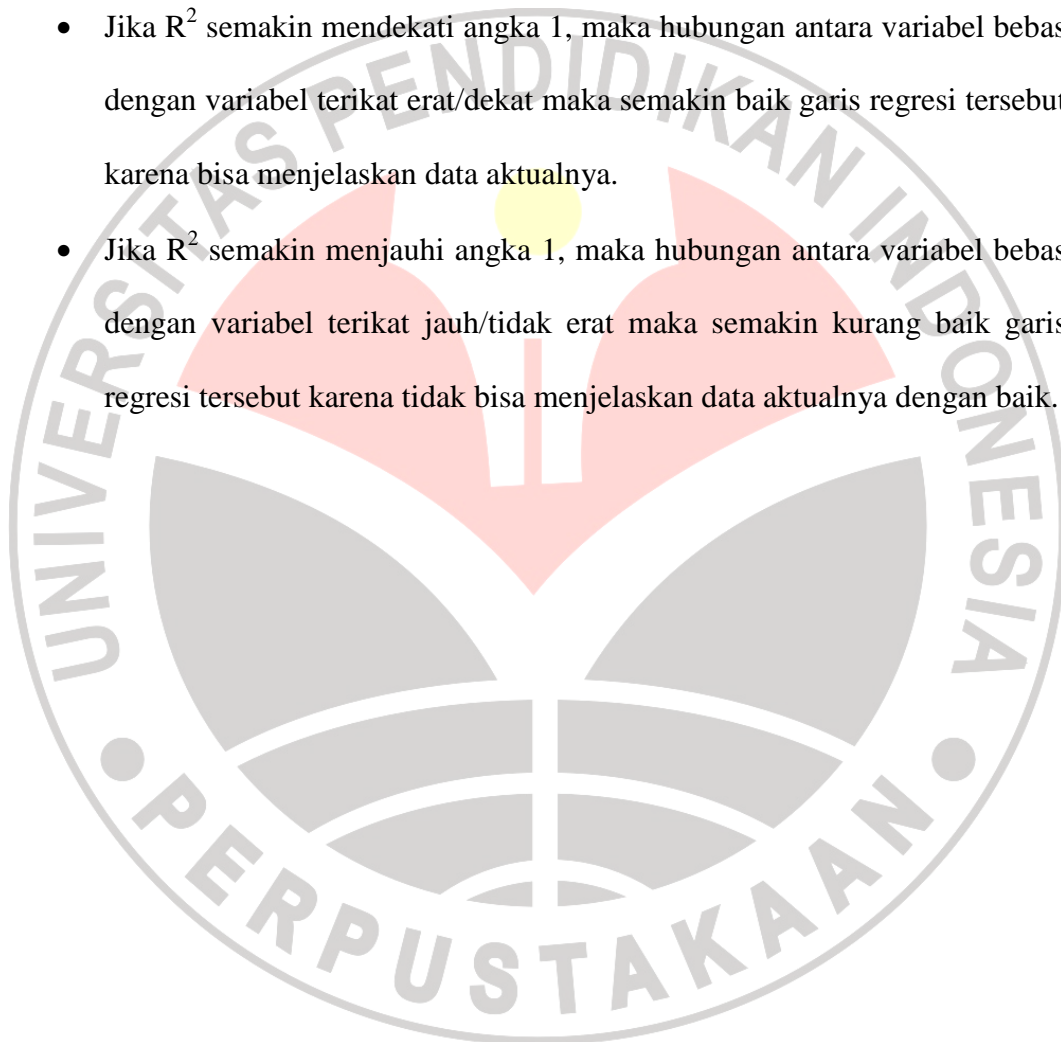 • Jika R² semakin mendekati angka 1, maka hubungan antara variabel bebas
dengan variabel terikat erat/dekat maka semakin baik garis regresi tersebut
karena bisa menjelaskan data aktualnya.
• Jika R² semakin menjauhi angka 1, maka hubungan antara variabel bebas
dengan variabel terikat jauh/tidak erat maka semakin kurang baik garis
regresi tersebut karena tidak bisa menjelaskan data aktualnya dengan baik.
UNIVERSITAS PENDIDIKAN INDONESIA
PERPUSTAKAAN